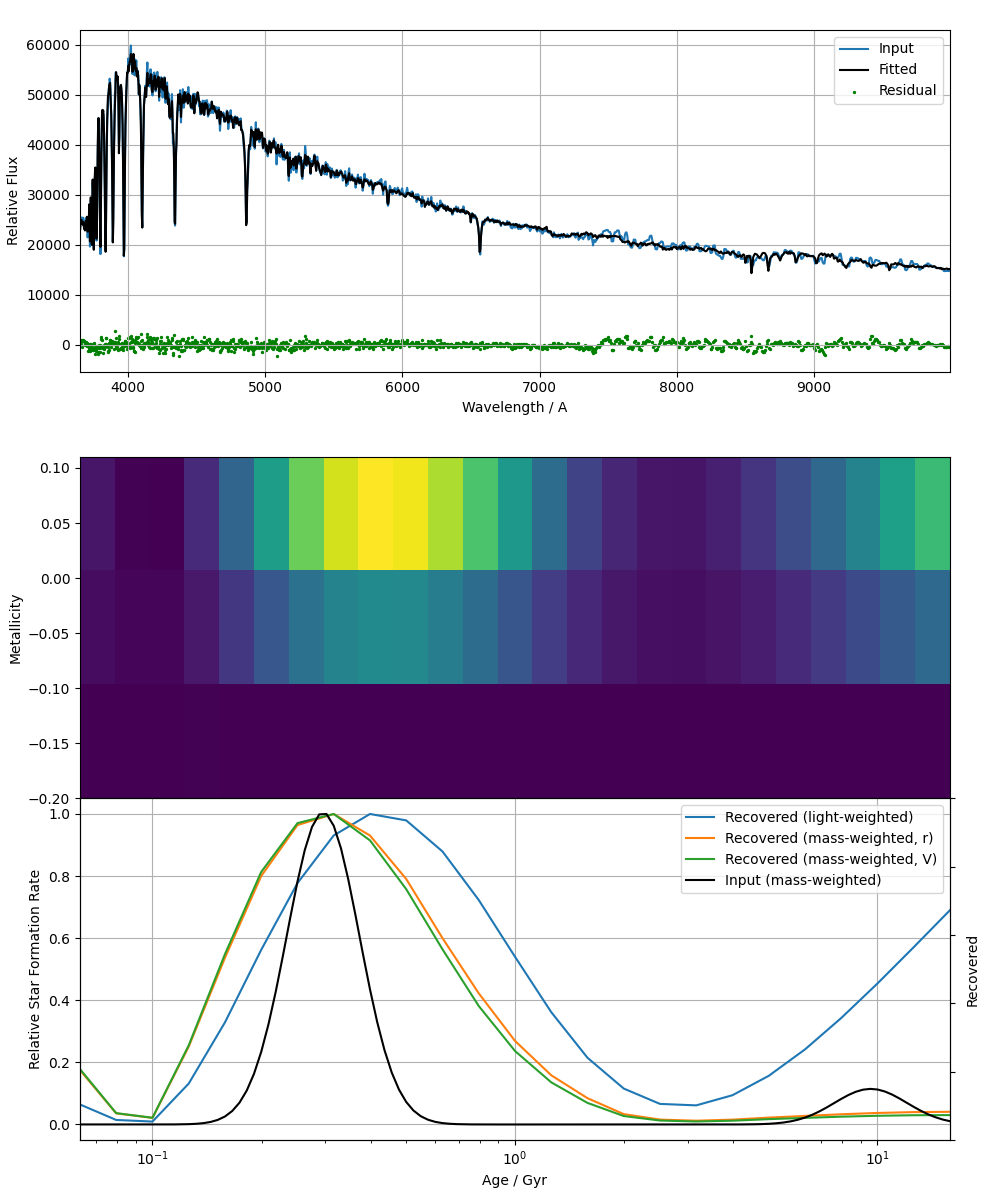 60000
50000
40000
30000
20000
10000
0
Relative Flux
Input
Fitted
Residual
4000 5000 6000 7000 8000 9000
Wavelength / A
0.10
0.05
0.00
−0.05
−0.10
−0.15
−0.20
Metallicity
1.0
0.8
0.6
0.4
0.2
0.0
Relative Star Formation Rate
Recovered (light-weighted)
Recovered (mass-weighted, r)
Recovered (mass-weighted, V)
Input (mass-weighted)
Recovered
10⁻¹ 10⁰ 10¹
Age / Gyr